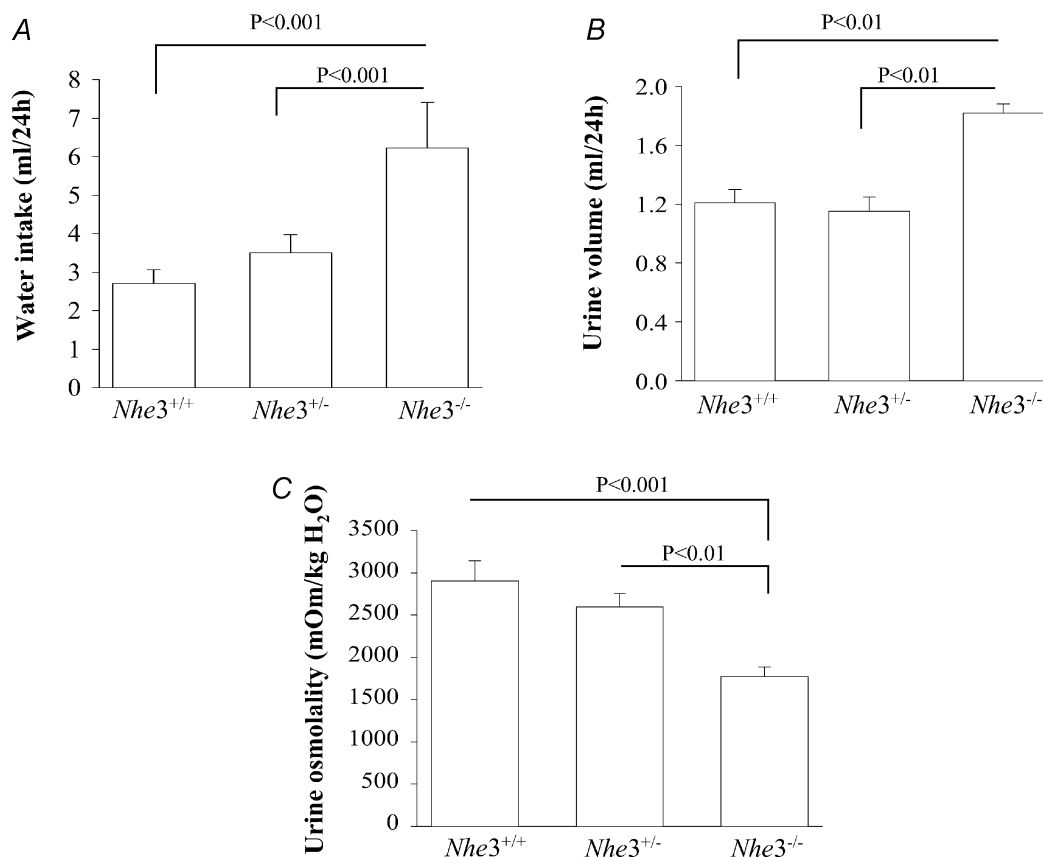 A
P<0.001
P<0.001
Water intake (ml/24h)
8
7
6
5
4
3
2
1
0
Nhe3+/+
Nhe3+/-
Nhe3-/-
B
P<0.01
P<0.01
Urine volume (ml/24h)
2.0
1.6
1.2
0.8
0.4
0.0
Nhe3+/+
Nhe3+/-
Nhe3-/-
C
P<0.001
P<0.01
Urine osmolality (mOm/kg H2O)
3500
3000
2500
2000
1500
1000
500
0
Nhe3+/+
Nhe3+/-
Nhe3-/-